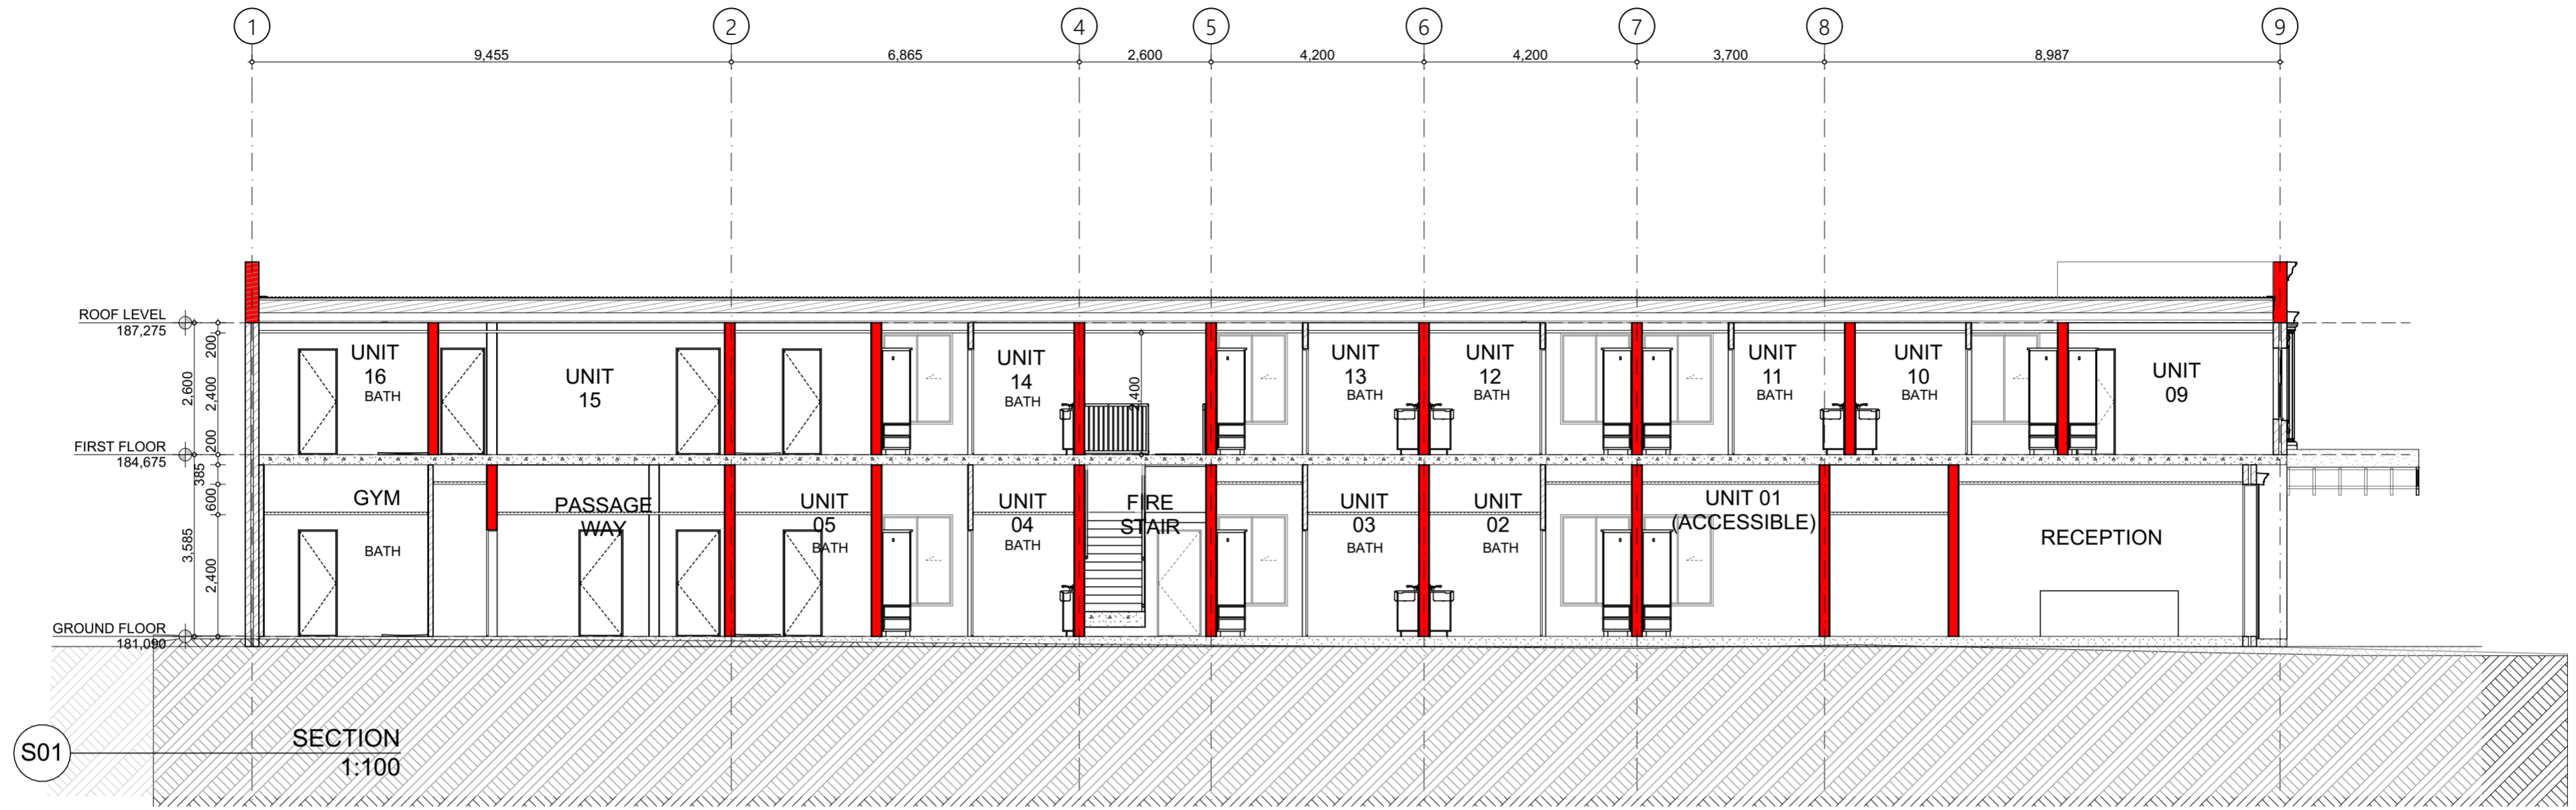 1
2
4
5
6
7
8
9
9,455
6,865
2,600
4,200
4,200
3,700
8,987
ROOF LEVEL
187,275
FIRST FLOOR
184,675
GROUND FLOOR
181,090
2,600
200
2,400
200
385
600
3,585
2,400
UNIT
16
BATH
UNIT
15
UNIT
14
BATH
2,400
UNIT
13
BATH
UNIT
12
BATH
UNIT
11
BATH
UNIT
10
BATH
UNIT
09
GYM
BATH
PASSAGE
WAY
UNIT
05
BATH
UNIT
04
BATH
FIRE
STAIR
UNIT
03
BATH
UNIT
02
BATH
UNIT 01
(ACCESSIBLE)
RECEPTION
S01
SECTION
1:100